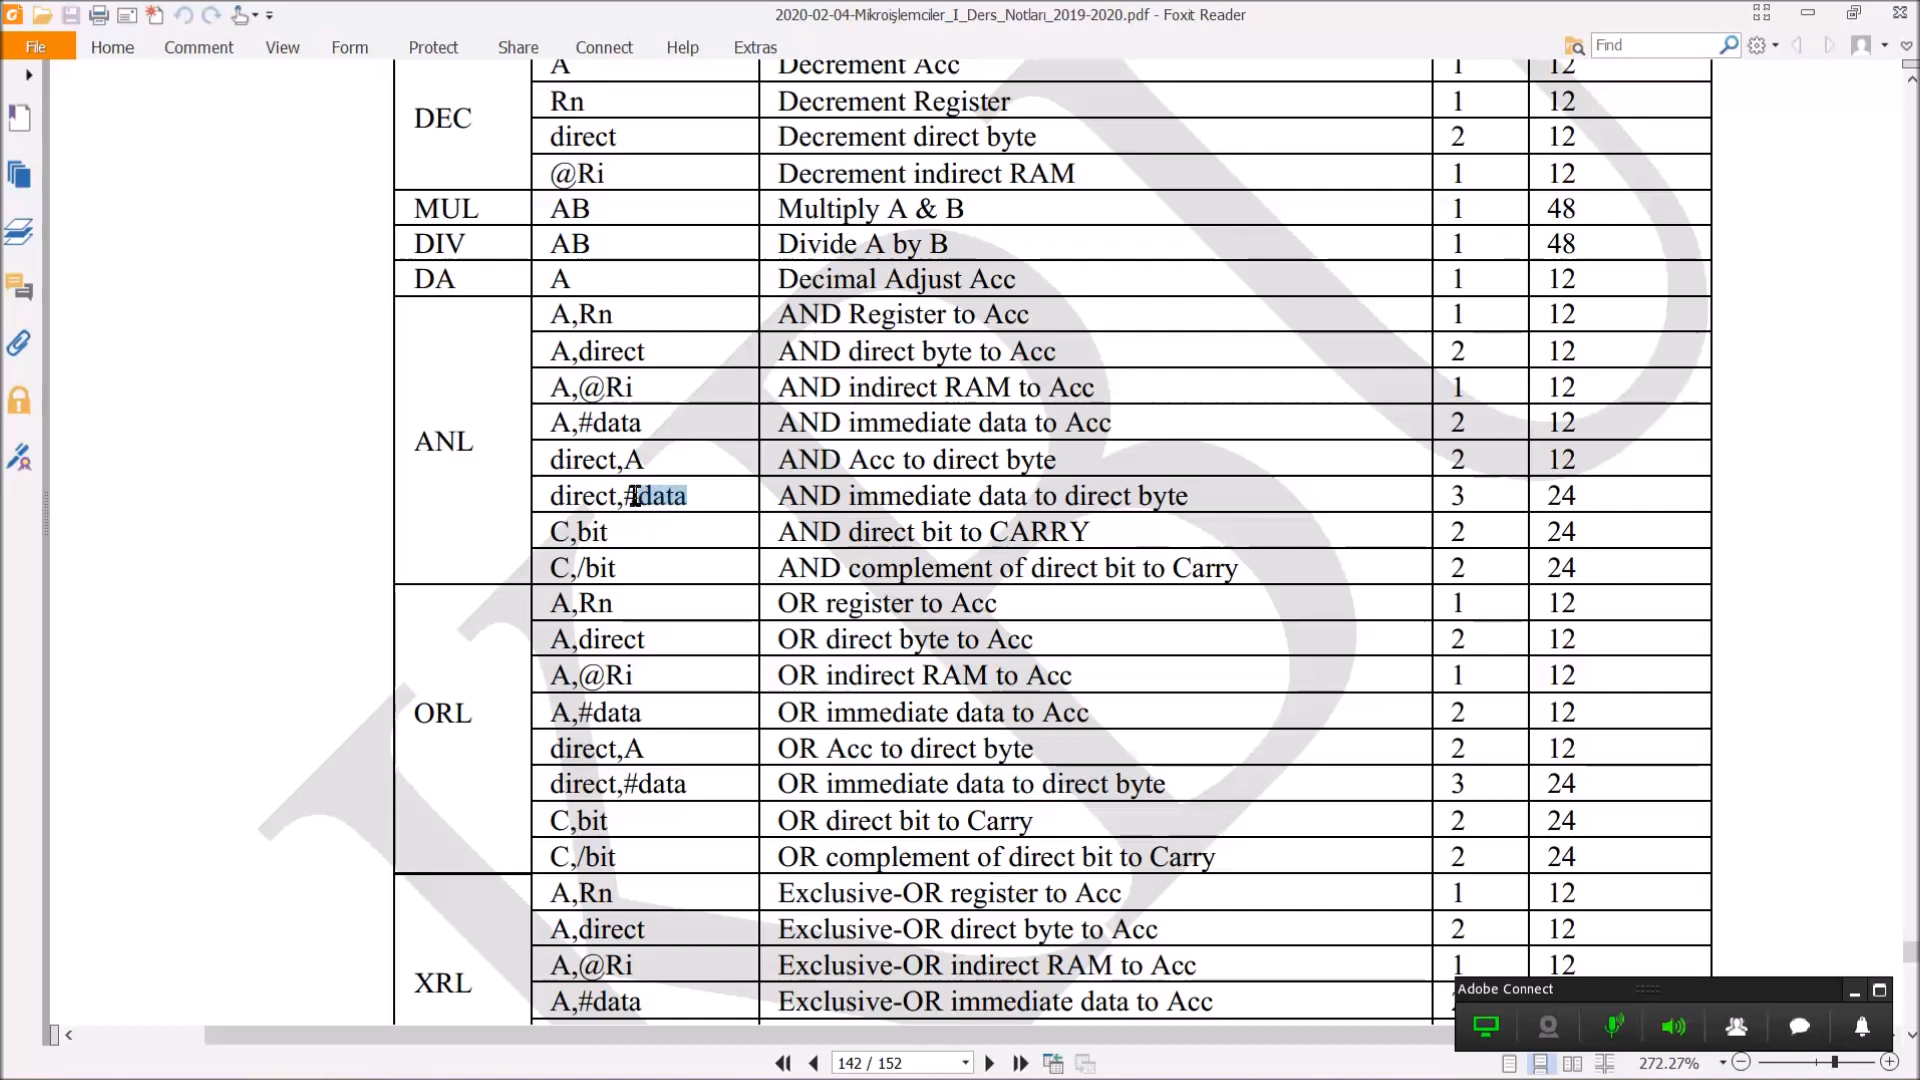 2020-02-04-Mikroişlemciler_I_Ders_Notları_2019-2020.pdf - Foxit Reader
File Home Comment View Form Protect Share Connect Help Extras Find
A Decrement Acc 1 12
DEC
Rn Decrement Register 1 12
direct Decrement direct byte 2 12
@Ri Decrement indirect RAM 1 12
MUL AB Multiply A & B 1 48
DIV AB Divide A by B 1 48
DA A Decimal Adjust Acc 1 12
ANL
A,Rn AND Register to Acc 1 12
A,direct AND direct byte to Acc 2 12
A,@Ri AND indirect RAM to Acc 1 12
A,#data AND immediate data to Acc 2 12
direct,A AND Acc to direct byte 2 12
direct,#data AND immediate data to direct byte 3 24
C,bit AND direct bit to CARRY 2 24
C,/bit AND complement of direct bit to Carry 2 24
ORL
A,Rn OR register to Acc 1 12
A,direct OR direct byte to Acc 2 12
A,@Ri OR indirect RAM to Acc 1 12
A,#data OR immediate data to Acc 2 12
direct,A OR Acc to direct byte 2 12
direct,#data OR immediate data to direct byte 3 24
C,bit OR direct bit to Carry 2 24
C,/bit OR complement of direct bit to Carry 2 24
XRL
A,Rn Exclusive-OR register to Acc 1 12
A,direct Exclusive-OR direct byte to Acc 2 12
A,@Ri Exclusive-OR indirect RAM to Acc 1 12
A,#data Exclusive-OR immediate data to Acc
Adobe Connect
142 / 152
272.27%